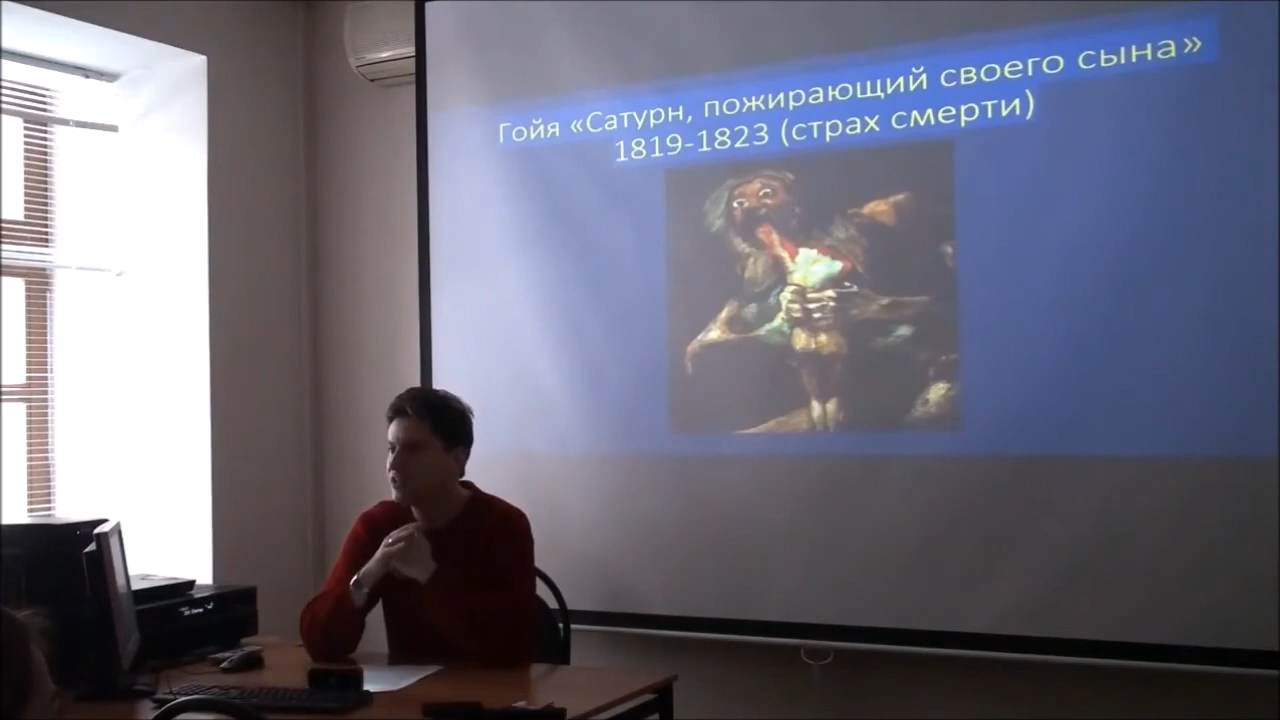 Гойя «Сатурн, пожирающий своего сына»
1819-1823 (страх смерти)